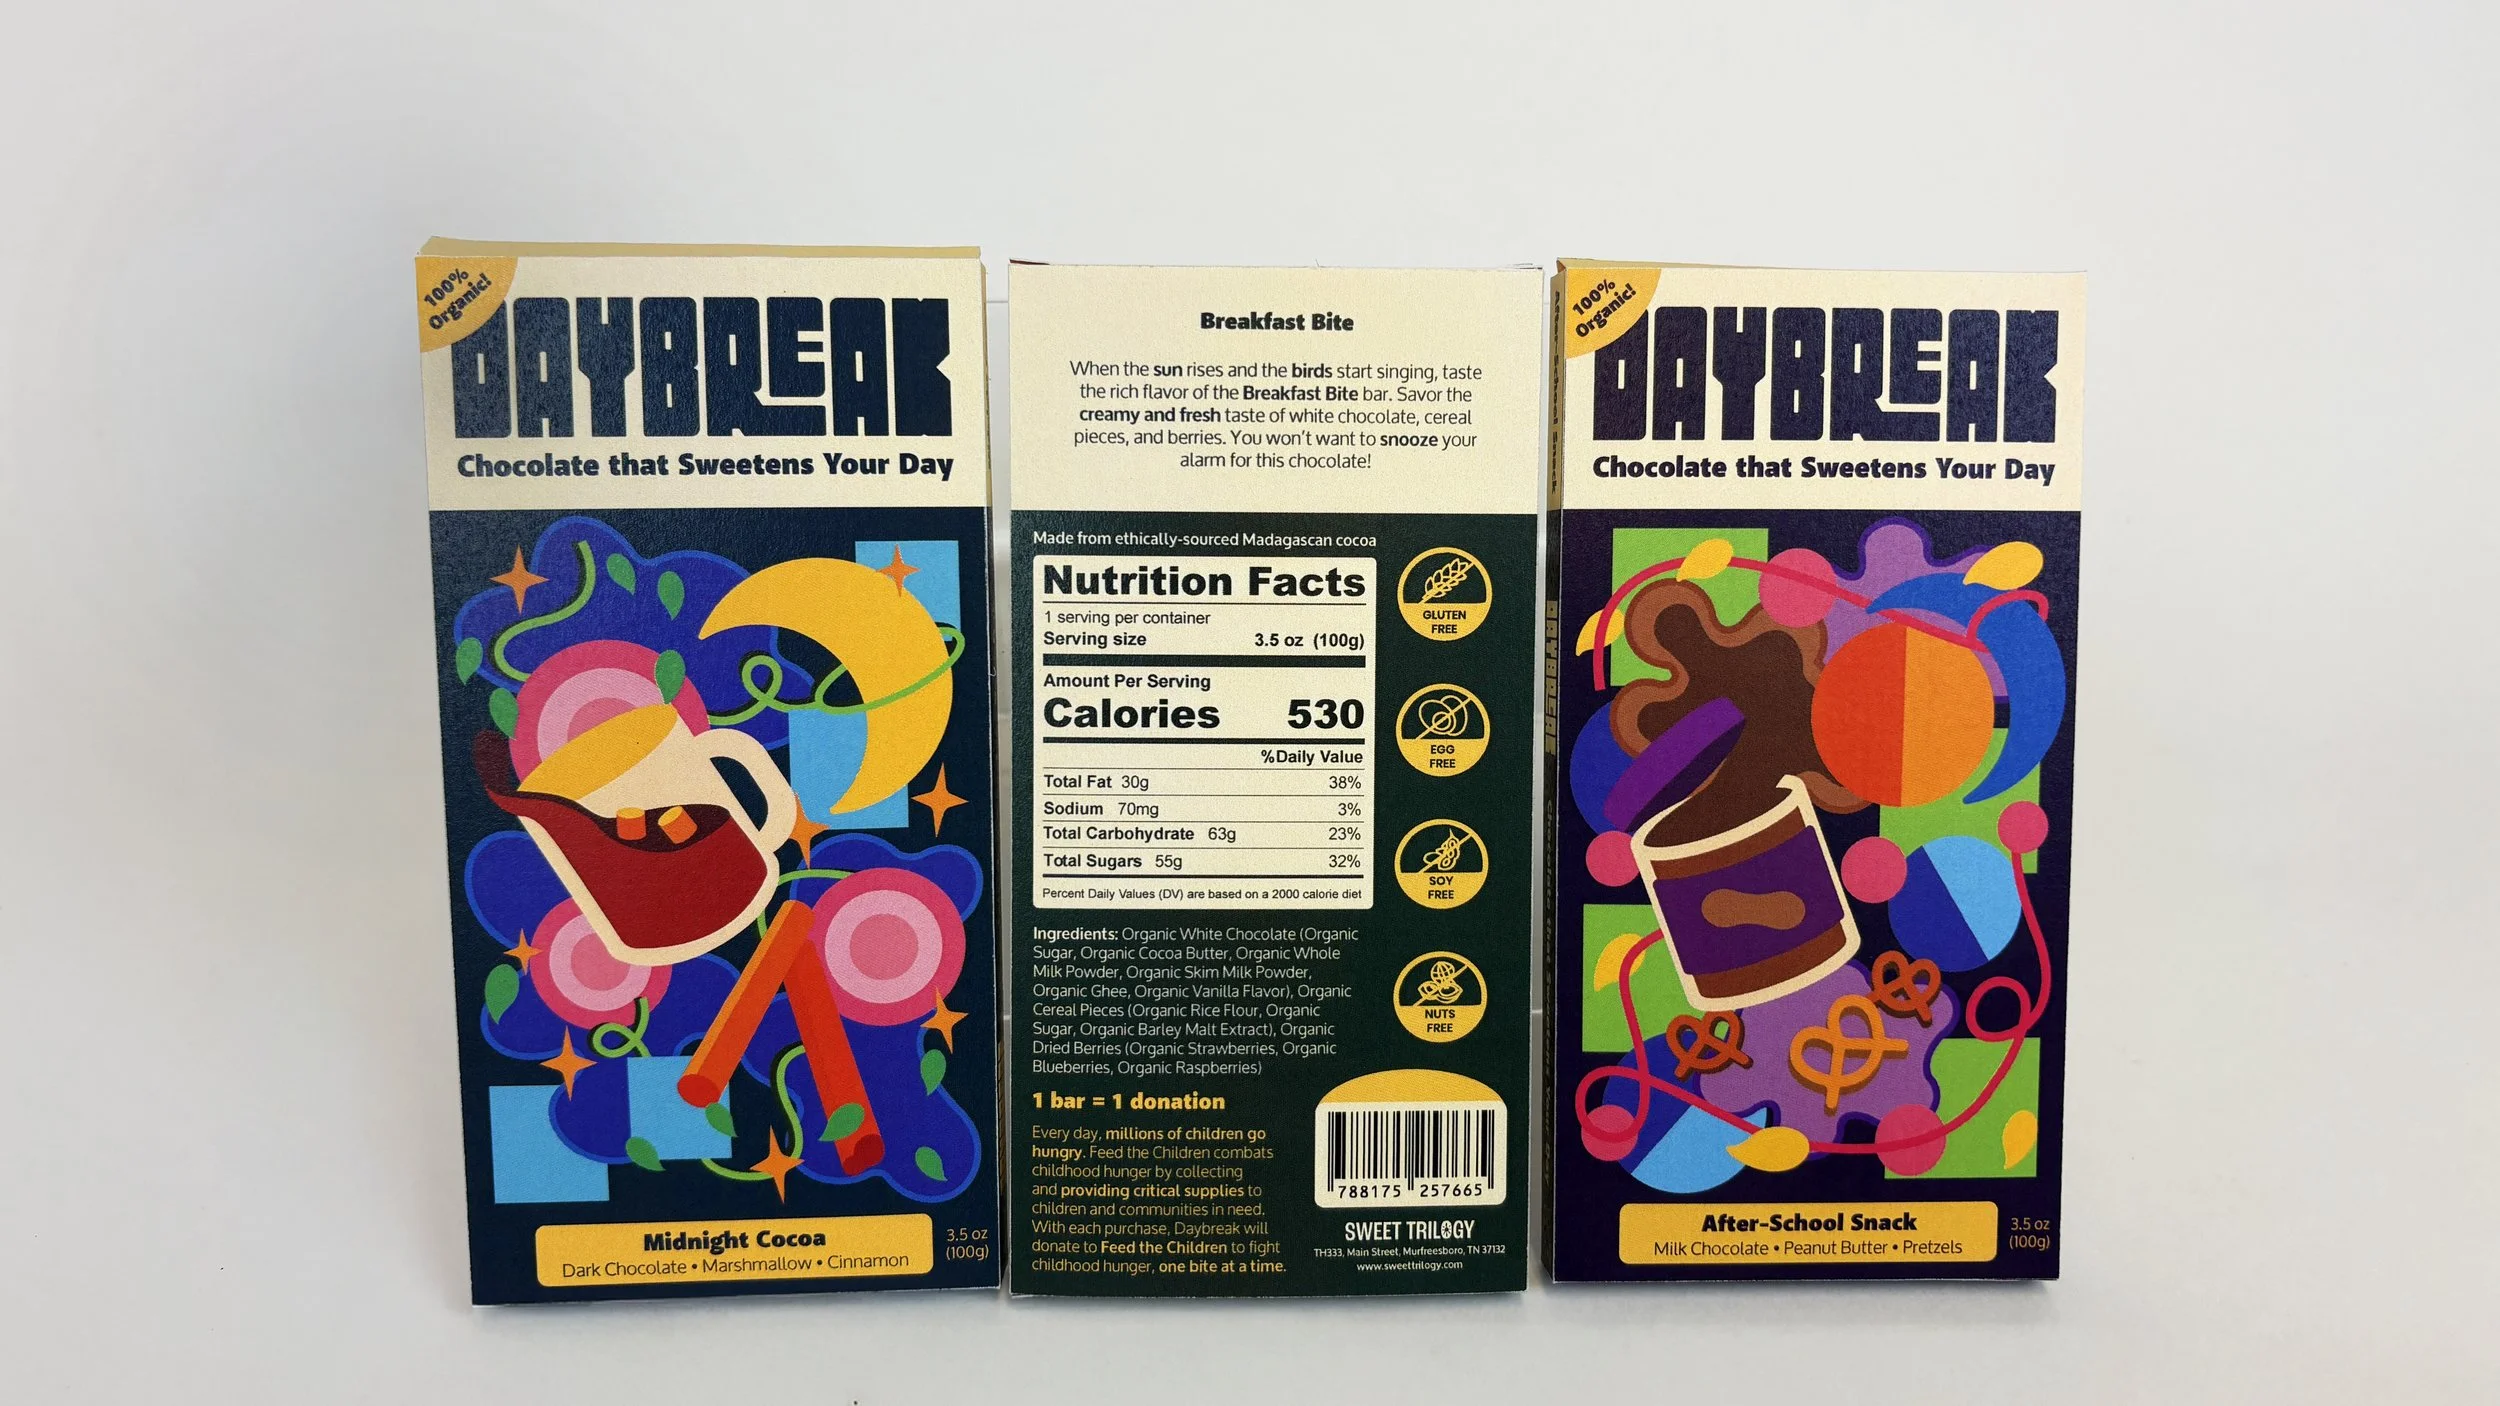 100%
Organic!
DAYBREAK
Chocolate that Sweetens Your Day
Midnight Cocoa
Dark Chocolate • Marshmallow • Cinnamon
3.5 oz
(100g)
Breakfast Bite
When the sun rises and the birds start singing, taste
the rich flavor of the Breakfast Bite bar. Savor the
creamy and fresh taste of white chocolate, cereal
pieces, and berries. You won't want to snooze your
alarm for this chocolate!
Made from ethically-sourced Madagascan cocoa
Nutrition Facts
1 serving per container
Serving size 3.5 oz (100g)
Amount Per Serving
Calories 530
%Daily Value
Total Fat 30g 38%
Sodium 70mg 3%
Total Carbohydrate 63g 23%
Total Sugars 55g 32%
Percent Daily Values (DV) are based on a 2000 calorie diet
GLUTEN
FREE
EGG
FREE
SOY
FREE
NUTS
FREE
Ingredients: Organic White Chocolate (Organic
Sugar, Organic Cocoa Butter, Organic Whole
Milk Powder, Organic Skim Milk Powder,
Organic Ghee, Organic Vanilla Flavor), Organic
Cereal Pieces (Organic Rice Flour, Organic
Sugar, Organic Barley Malt Extract), Organic
Dried Berries (Organic Strawberries, Organic
Blueberries, Organic Raspberries)
1 bar = 1 donation
Every day, millions of children go
hungry. Feed the Children combats
childhood hunger by collecting
and providing critical supplies to
children and communities in need.
With each purchase, Daybreak will
donate to Feed the Children to fight
childhood hunger, one bite at a time.
788175 257665
SWEET TRILOGY
TH333, Main Street, Murfreesboro, TN 37132
www.sweettrilogy.com
After-School Snack
DAYBREAK
Chocolate that Sweetens Your Day
100%
Organic!
DAYBREAK
Chocolate that Sweetens Your Day
After-School Snack
Milk Chocolate • Peanut Butter • Pretzels
3.5 oz
(100g)